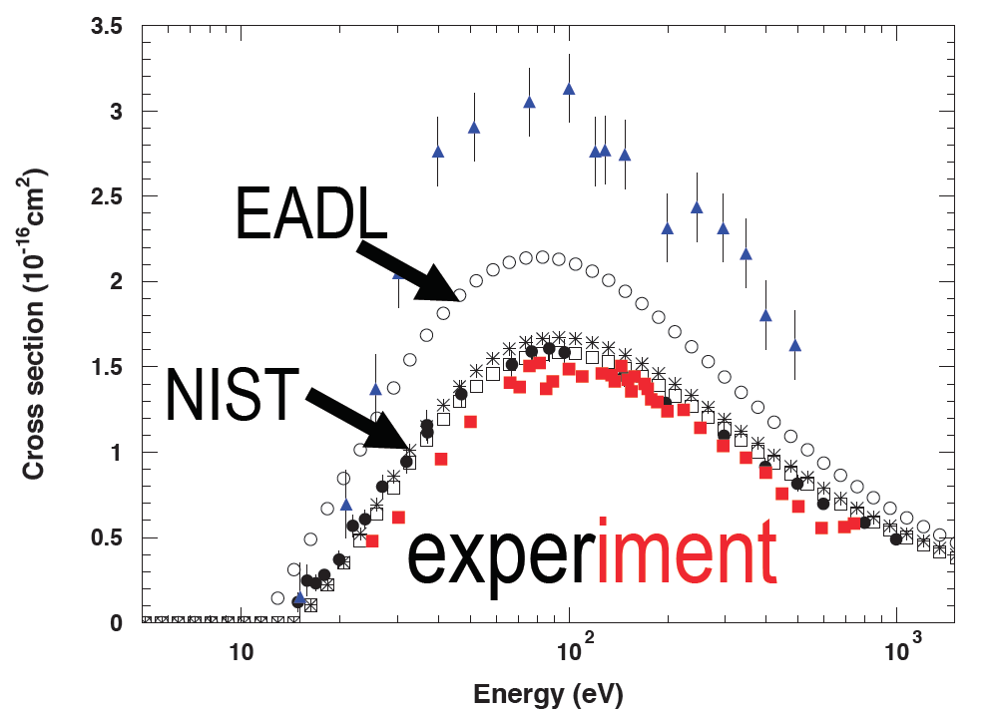 3.5
3
2.5
2
1.5
1
0.5
0
Cross section (10⁻¹⁶cm²)
EADL
NIST
experiment
10
10²
10³
Energy (eV)